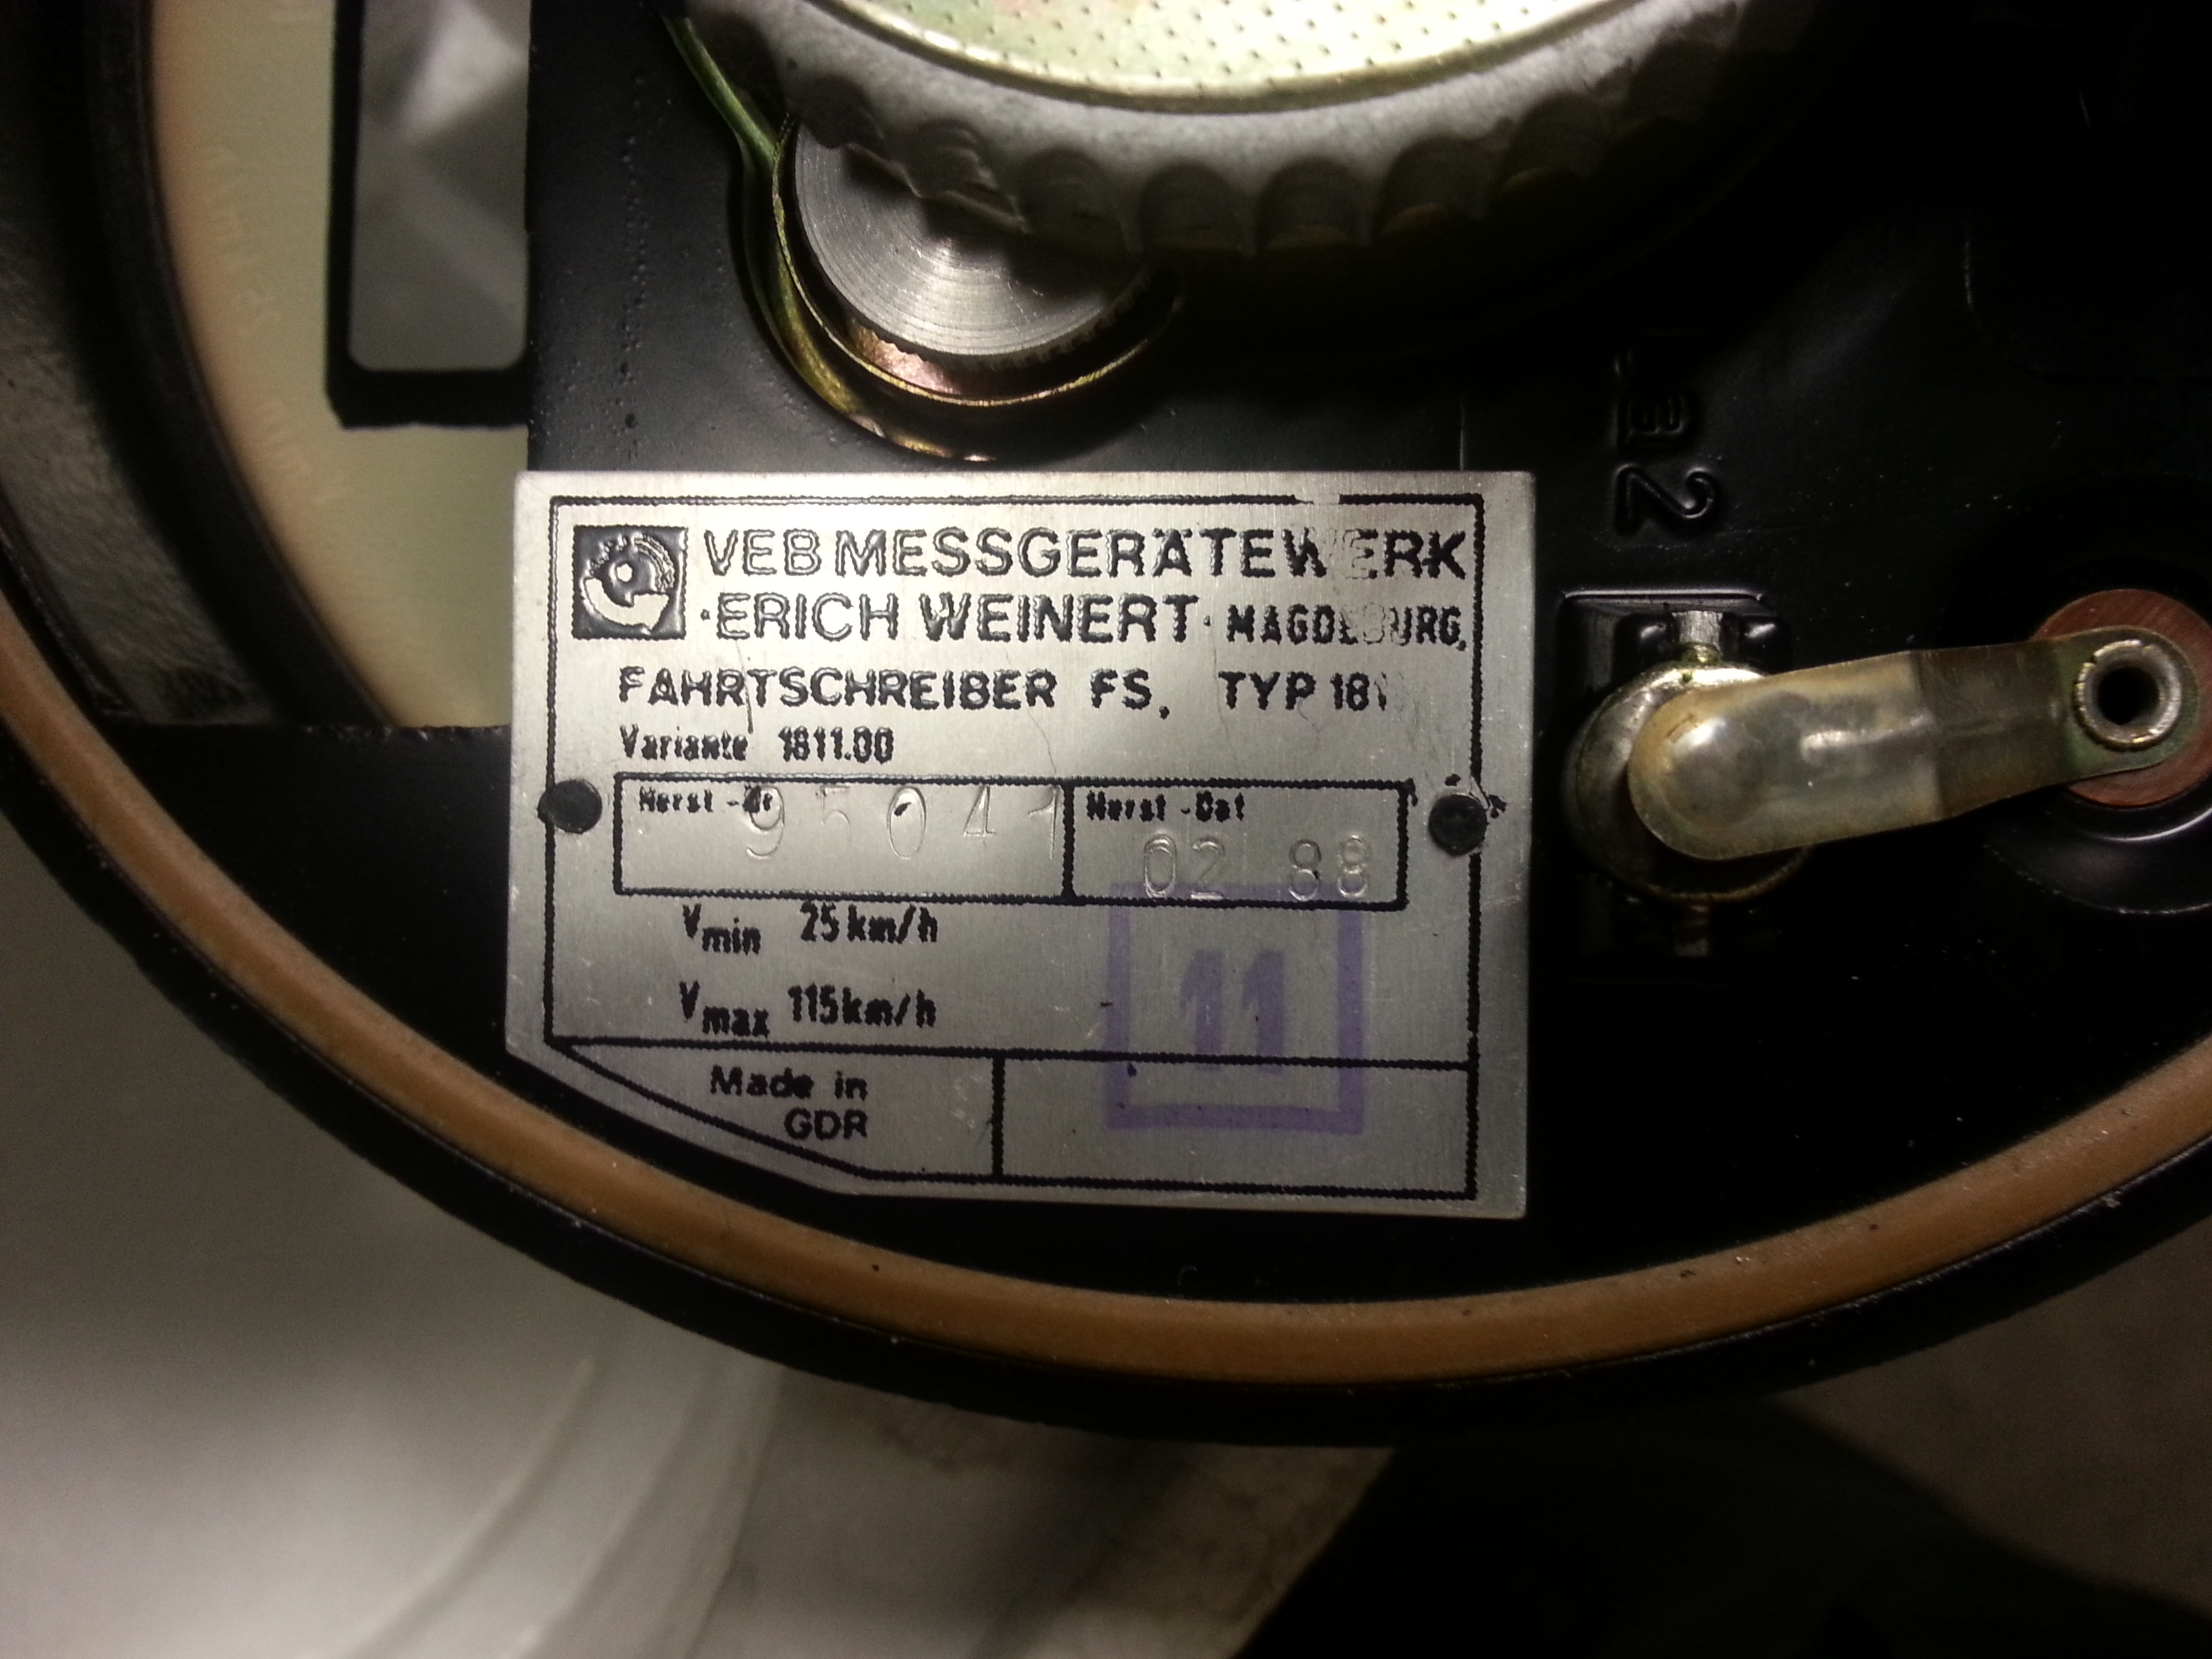 VEB MESSGERÄTEWERK
·ERICH WEINERT· MAGDEBURG,
FAHRTSCHREIBER FS, TYP
Variante 1811.00
Herst.-Nr 95041
Herst.-Dat 02 88
Vmin 25 km/h
Vmax 115 km/h
11
Made in
GDR